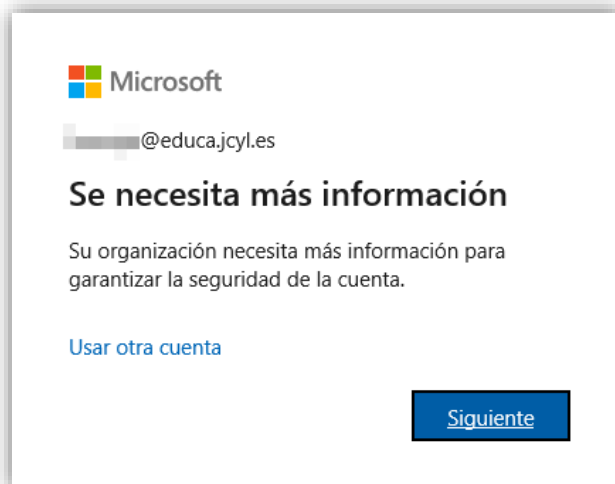 Microsoft
@educa.jcyl.es
Se necesita más información
Su organización necesita más información para
garantizar la seguridad de la cuenta.
Usar otra cuenta
Siguiente